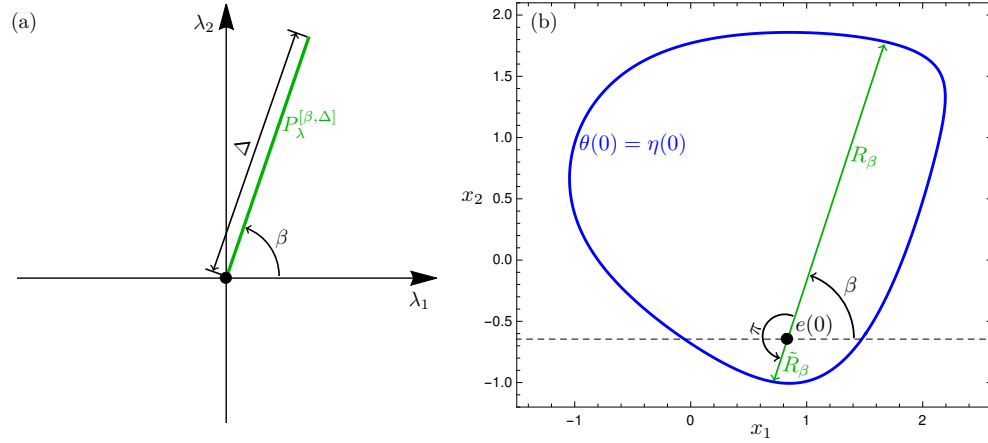 (a)
λ₂
Δ
P_λ^{[β,Δ]}
β
λ₁
(b)
2.0
1.5
1.0
0.5
0.0
−0.5
−1.0
x₂
θ(0) = η(0)
R_β
β
π
e(0)
R̃_β
−1
0
1
2
x₁